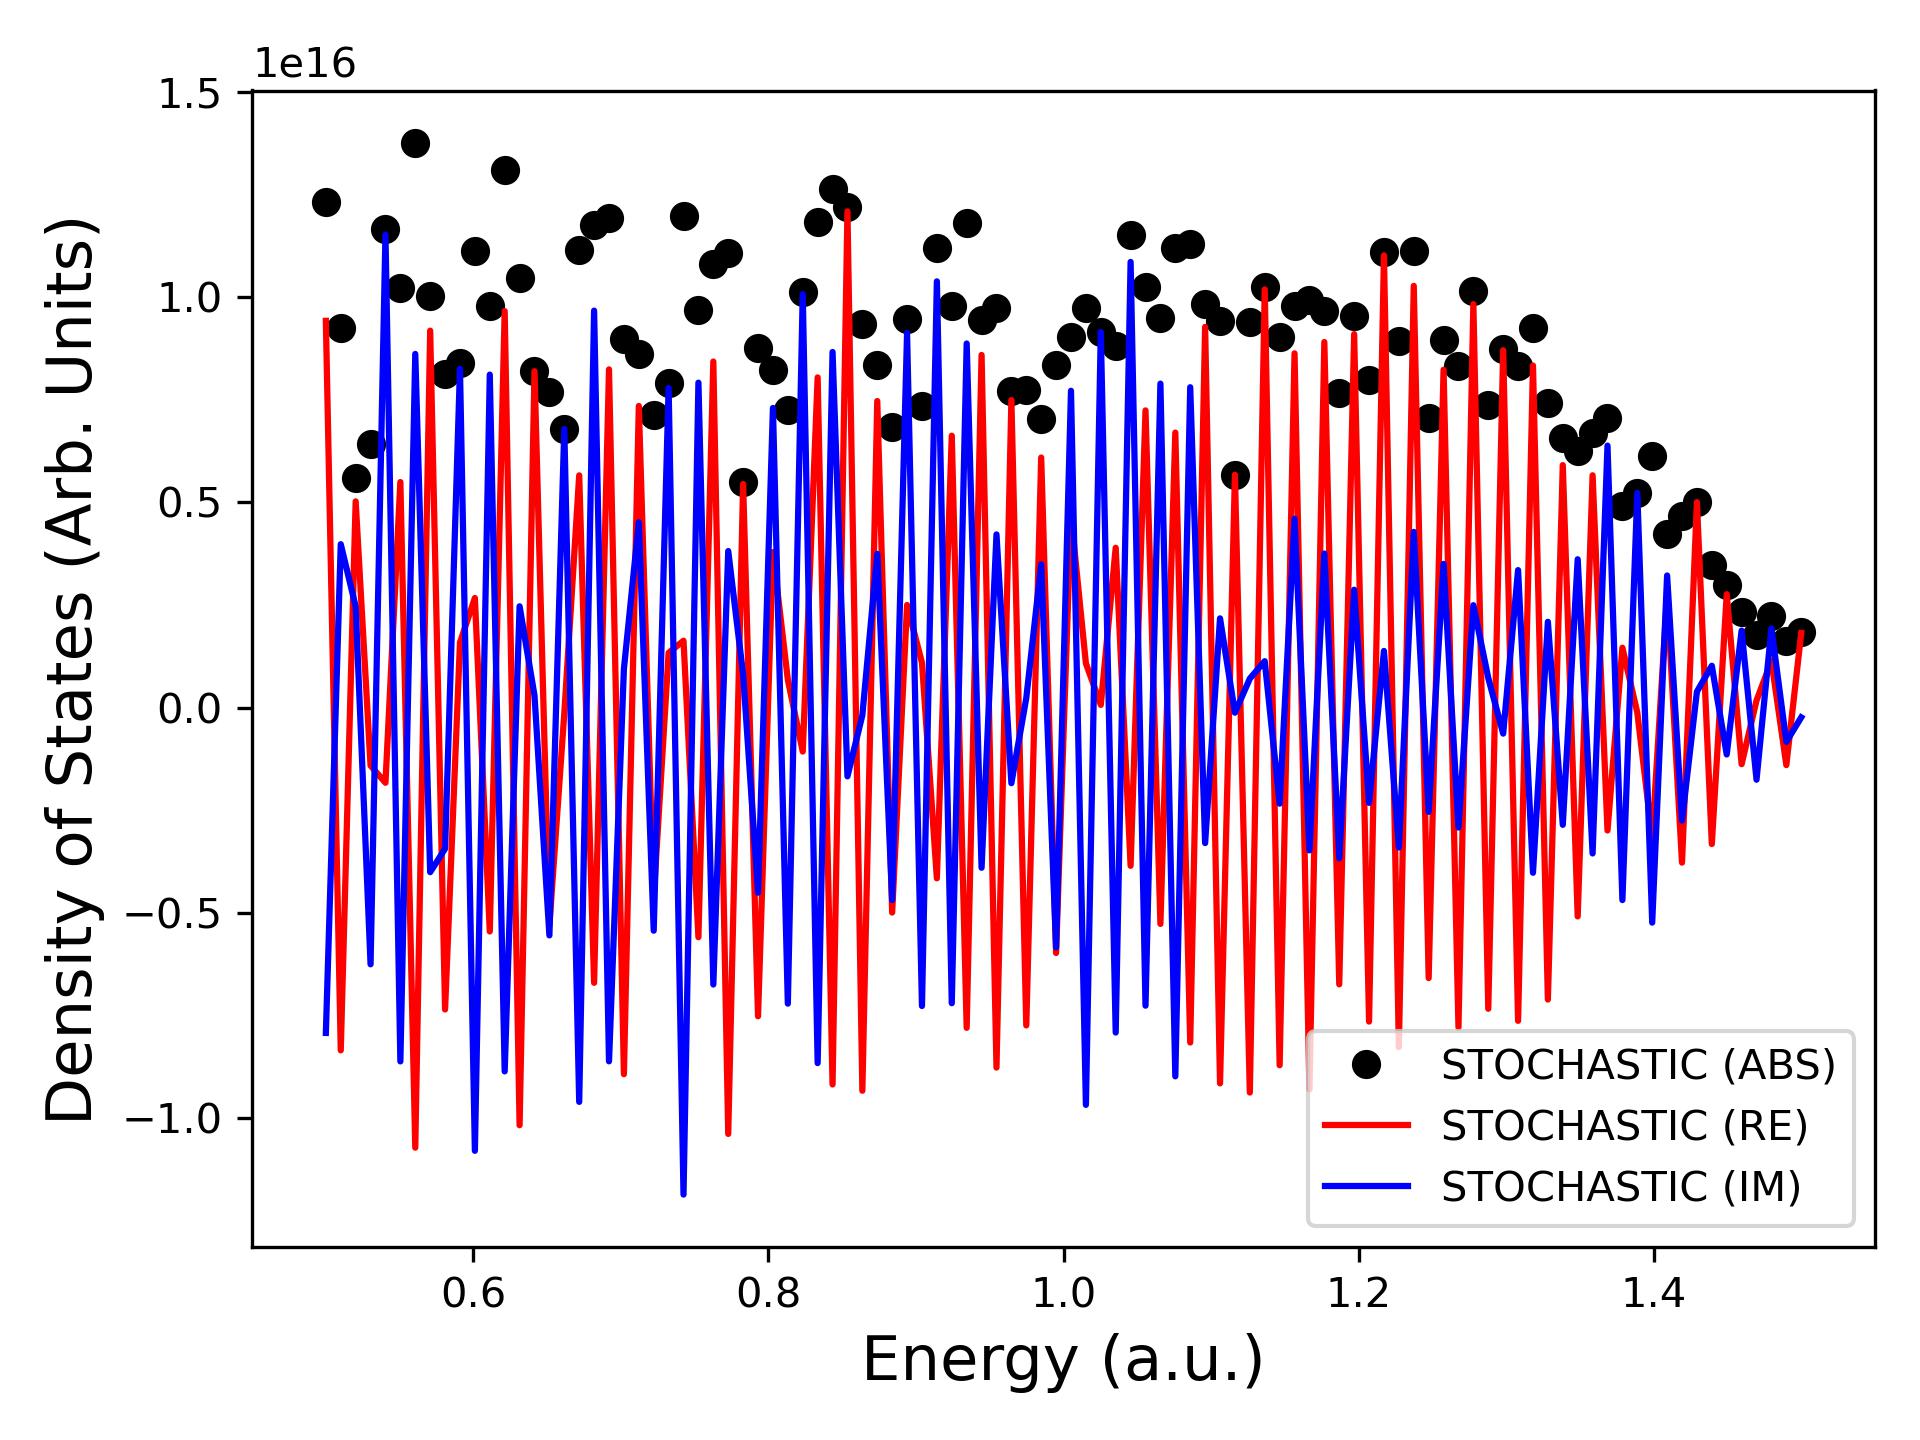 1e16
1.5
1.0
0.5
0.0
−0.5
−1.0
Density of States (Arb. Units)
STOCHASTIC (ABS)
STOCHASTIC (RE)
STOCHASTIC (IM)
0.6 0.8 1.0 1.2 1.4
Energy (a.u.)